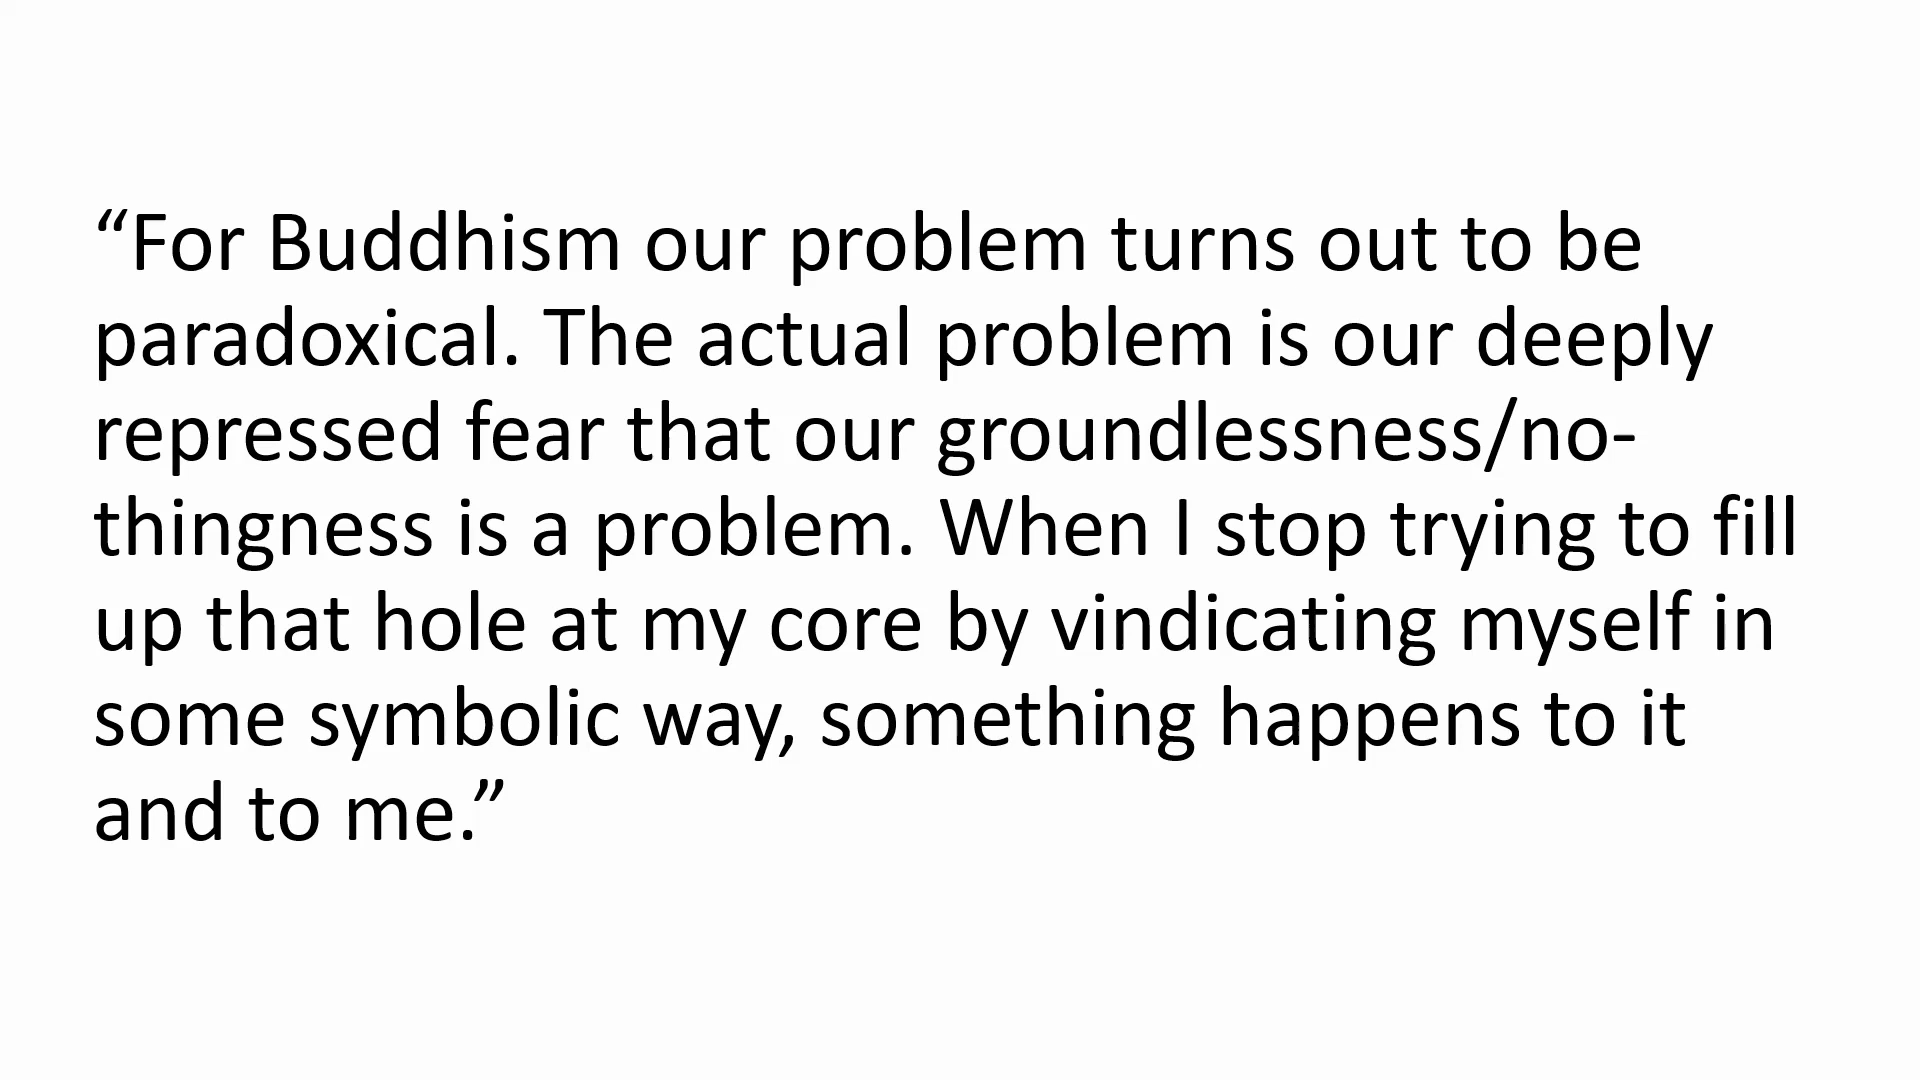 “For Buddhism our problem turns out to be
paradoxical. The actual problem is our deeply
repressed fear that our groundlessness/no-
thingness is a problem. When I stop trying to fill
up that hole at my core by vindicating myself in
some symbolic way, something happens to it
and to me.”